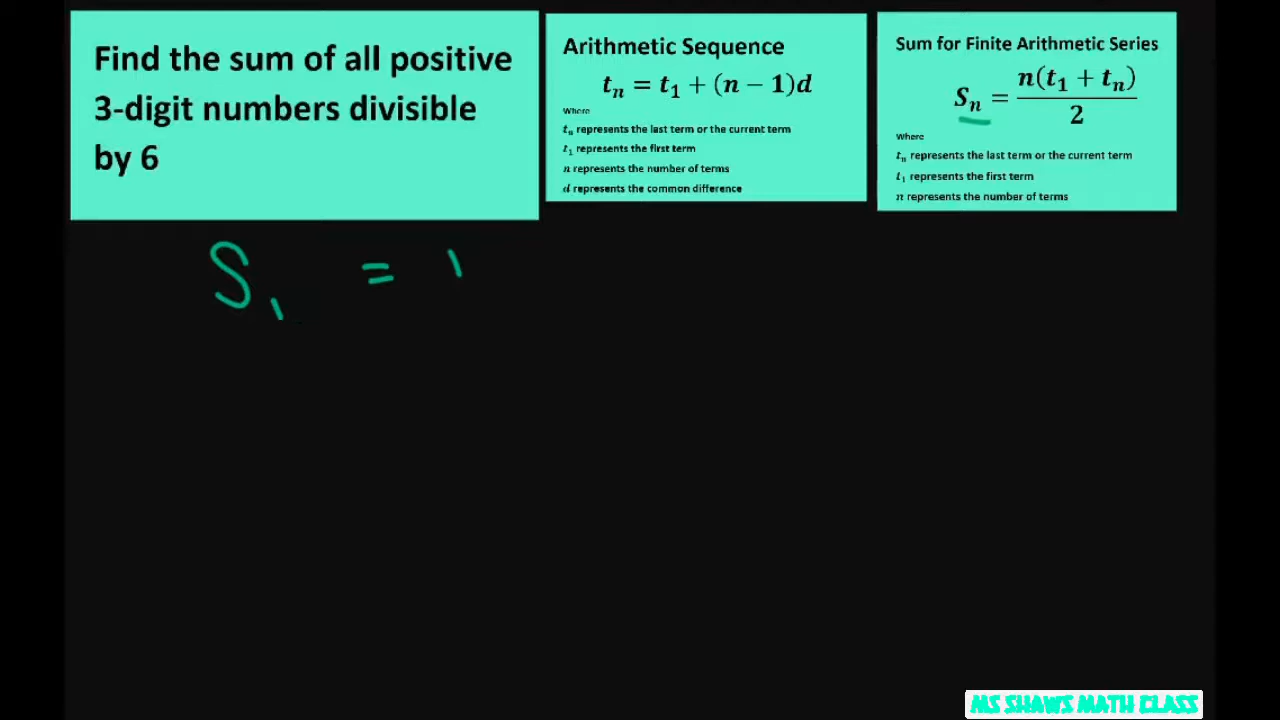 Find the sum of all positive
3-digit numbers divisible
by 6
Arithmetic Sequence
tₙ = t₁ + (n − 1)d
Where
tₙ represents the last term or the current term
t₁ represents the first term
n represents the number of terms
d represents the common difference
Sum for Finite Arithmetic Series
Sₙ = n(t₁ + tₙ) / 2
Where
tₙ represents the last term or the current term
t₁ represents the first term
n represents the number of terms
S =
MS SHAWS MATH CLASS